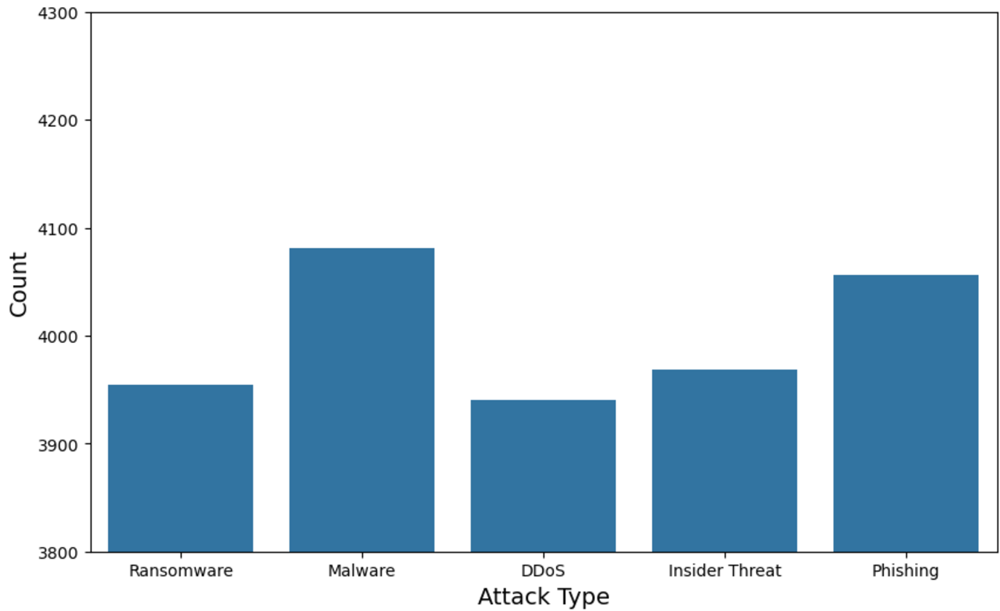 4300
4200
4100
4000
3900
3800
Count
Ransomware Malware DDoS Insider Threat Phishing
Attack Type